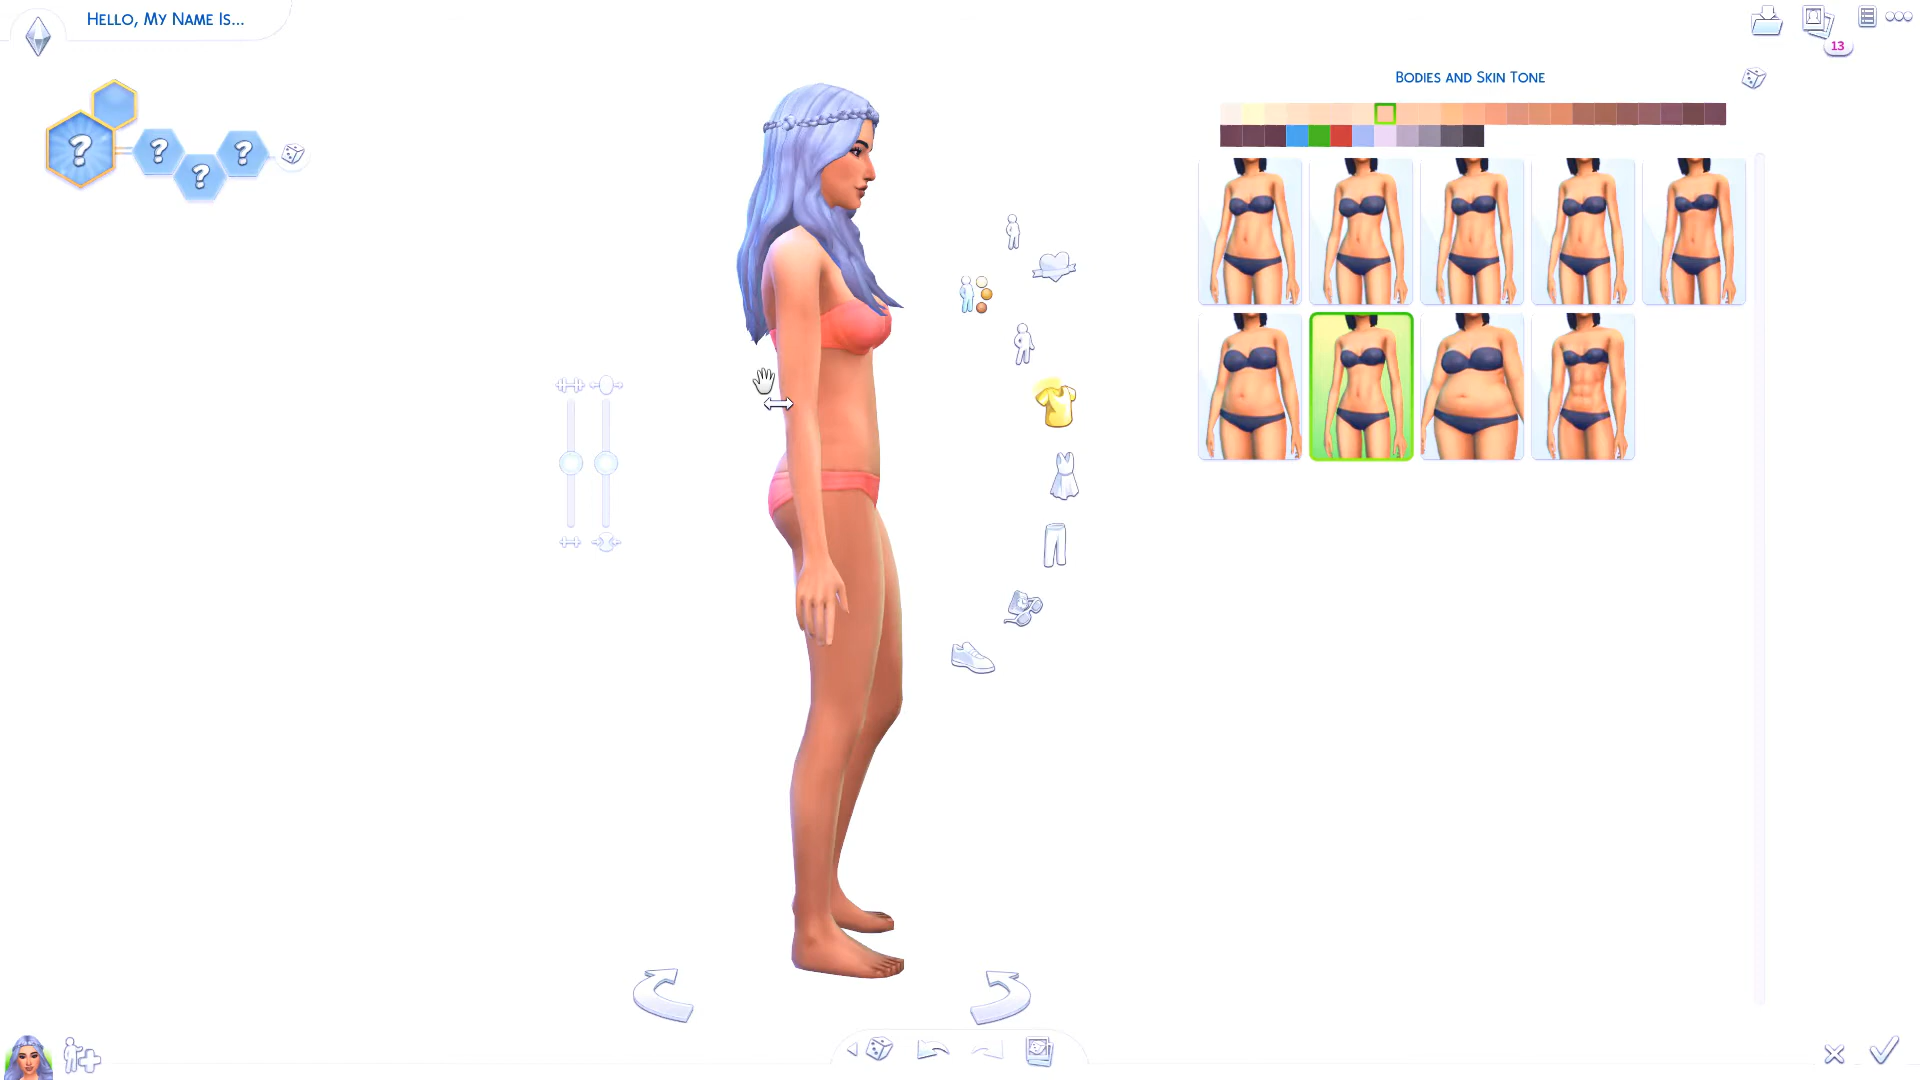 Hello, My Name Is...
13
Bodies and Skin Tone
? ? ? ?